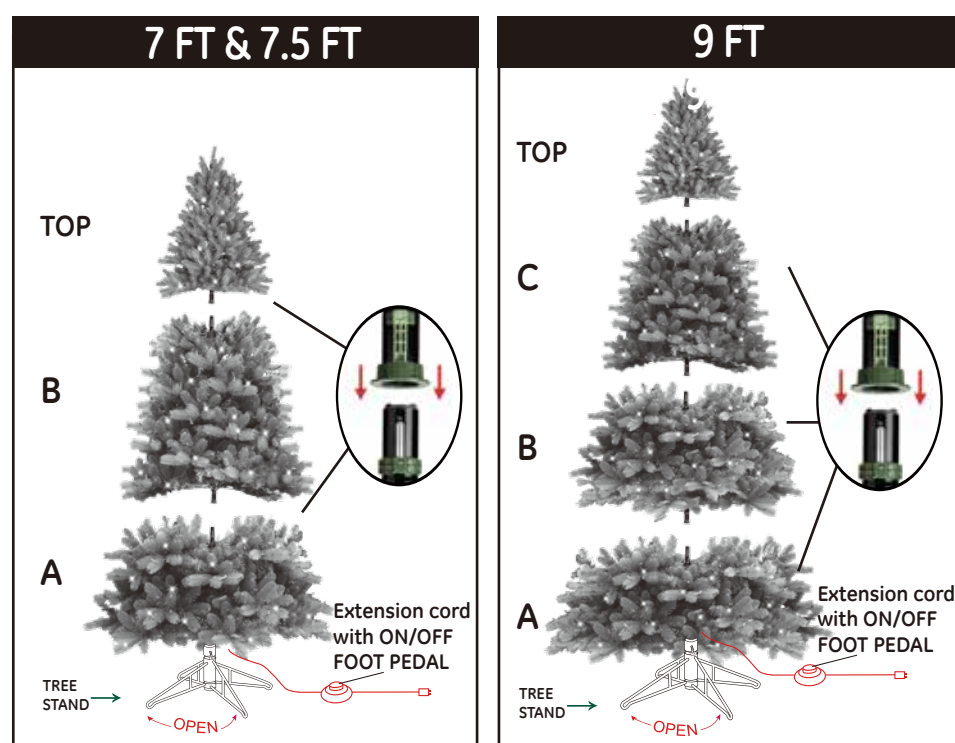 7 FT & 7.5 FT
TOP
B
A
Extension cord
with ON/OFF
FOOT PEDAL
TREE
STAND
OPEN
9 FT
TOP
C
B
A
Extension cord
with ON/OFF
FOOT PEDAL
TREE
STAND
OPEN